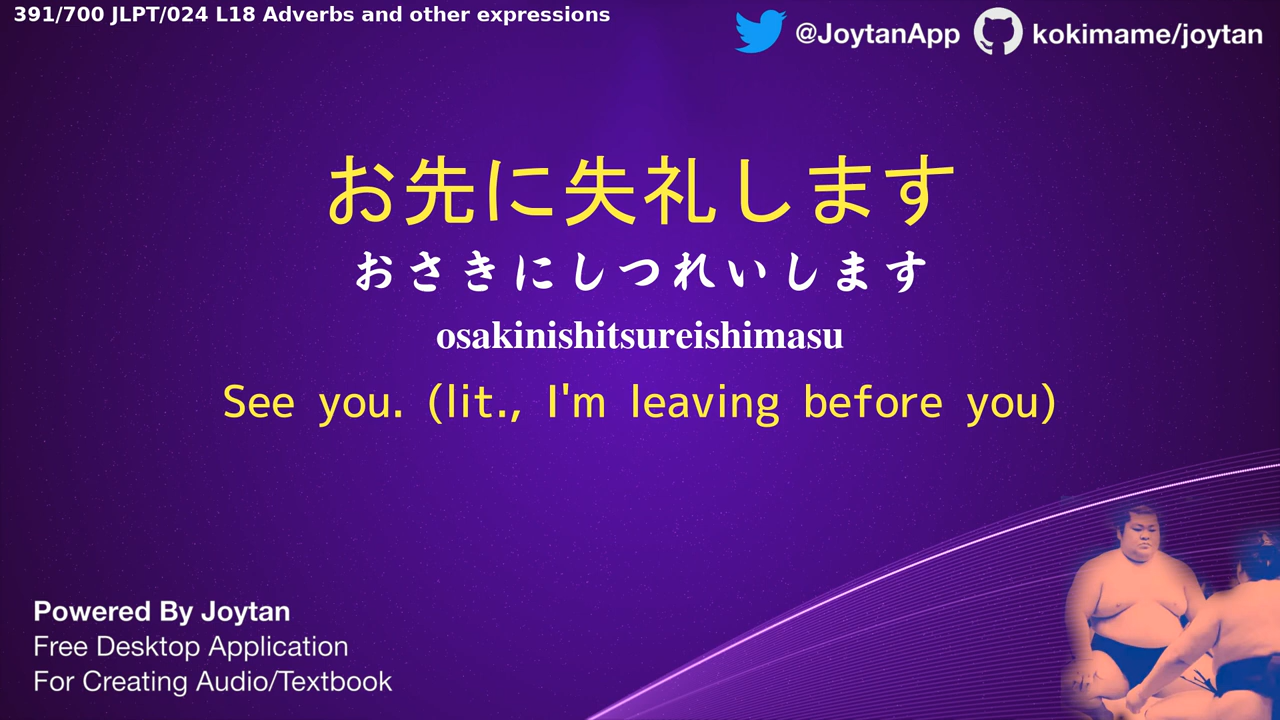 391/700 JLPT/024 L18 Adverbs and other expressions
@JoytanApp kokimame/joytan
お先に失礼します
おさきにしつれいします
osakinishitsureishimasu
See you. (lit., I'm leaving before you)
Powered By Joytan
Free Desktop Application
For Creating Audio/Textbook